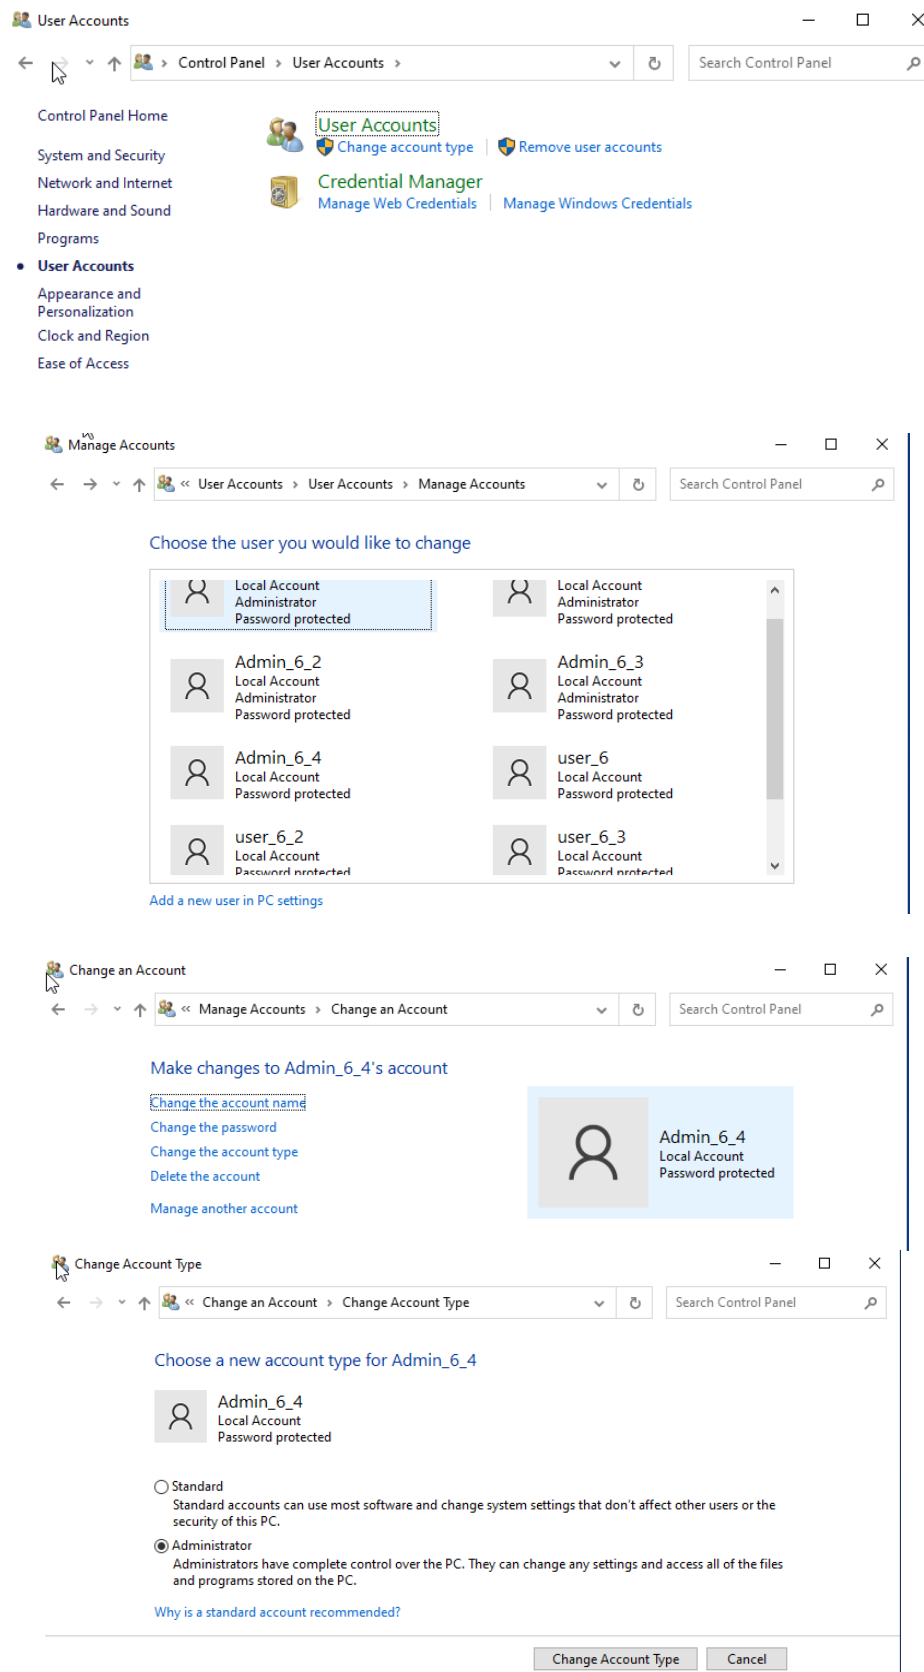 User Accounts
Control Panel > User Accounts >
Search Control Panel
Control Panel Home
System and Security
Network and Internet
Hardware and Sound
Programs
User Accounts
Appearance and
Personalization
Clock and Region
Ease of Access
User Accounts
Change account type | Remove user accounts
Credential Manager
Manage Web Credentials | Manage Windows Credentials
Manage Accounts
« User Accounts > User Accounts > Manage Accounts
Search Control Panel
Choose the user you would like to change
Local Account
Administrator
Password protected
Local Account
Administrator
Password protected
Admin_6_2
Local Account
Administrator
Password protected
Admin_6_3
Local Account
Administrator
Password protected
Admin_6_4
Local Account
Password protected
user_6
Local Account
Password protected
user_6_2
Local Account
Password protected
user_6_3
Local Account
Password protected
Add a new user in PC settings
Change an Account
« Manage Accounts > Change an Account
Search Control Panel
Make changes to Admin_6_4's account
Change the account name
Change the password
Change the account type
Delete the account
Manage another account
Admin_6_4
Local Account
Password protected
Change Account Type
« Change an Account > Change Account Type
Search Control Panel
Choose a new account type for Admin_6_4
Admin_6_4
Local Account
Password protected
Standard
Standard accounts can use most software and change system settings that don't affect other users or the
security of this PC.
Administrator
Administrators have complete control over the PC. They can change any settings and access all of the files
and programs stored on the PC.
Why is a standard account recommended?
Change Account Type
Cancel